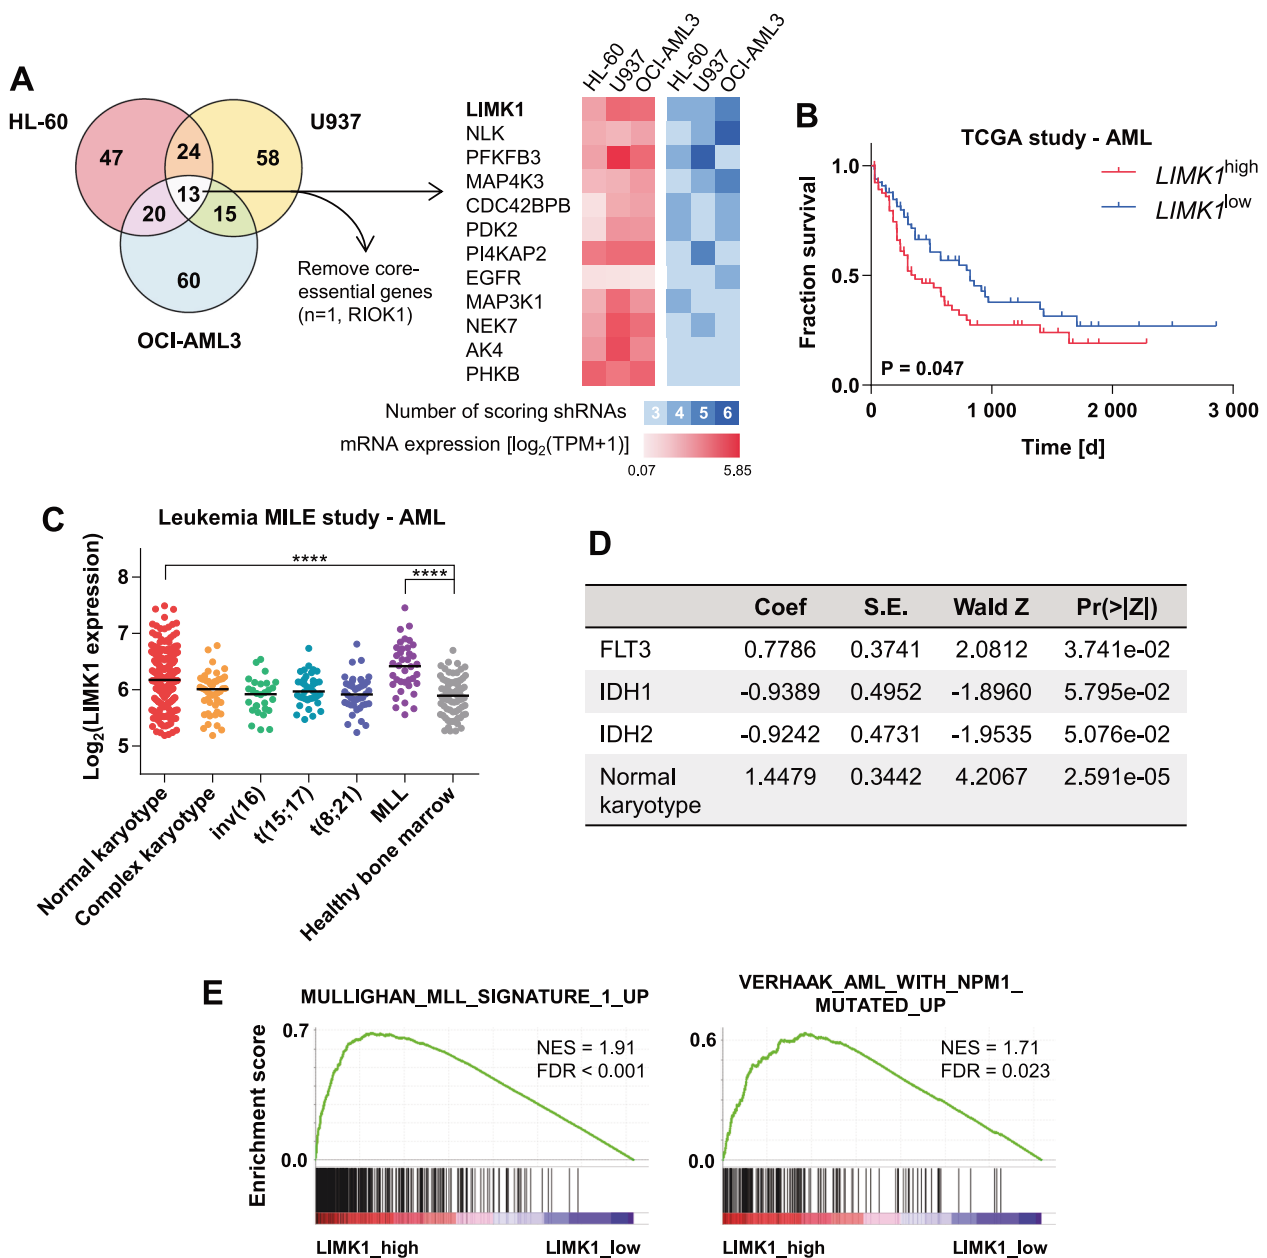 A
HL-60
U937
47
24
58
13
20
15
60
OCI-AML3
Remove core-
essential genes
(n=1, RIOK1)
HL-60
U937
OCI-AML3
HL-60
U937
OCI-AML3
LIMK1
NLK
PFKFB3
MAP4K3
CDC42BPB
PDK2
PI4KAP2
EGFR
MAP3K1
NEK7
AK4
PHKB
Number of scoring shRNAs
3 4 5 6
mRNA expression [log₂(TPM+1)]
0.07 5.85
B
TCGA study - AML
LIMK1high
LIMK1low
Fraction survival
1.0
0.5
0.0
P = 0.047
0 1 000 2 000 3 000
Time [d]
C
Leukemia MILE study - AML
Log₂(LIMK1 expression)
8
7
6
5
****
****
Normal karyotype
Complex karyotype
inv(16)
t(15;17)
t(8;21)
MLL
Healthy bone marrow
D
Coef S.E. Wald Z Pr(>|Z|)
FLT3 0.7786 0.3741 2.0812 3.741e-02
IDH1 -0.9389 0.4952 -1.8960 5.795e-02
IDH2 -0.9242 0.4731 -1.9535 5.076e-02
Normal 1.4479 0.3442 4.2067 2.591e-05
karyotype
E
MULLIGHAN_MLL_SIGNATURE_1_UP
Enrichment score
0.7
0.0
NES = 1.91
FDR < 0.001
LIMK1_high LIMK1_low
VERHAAK_AML_WITH_NPM1_
MUTATED_UP
0.6
0.0
NES = 1.71
FDR = 0.023
LIMK1_high LIMK1_low